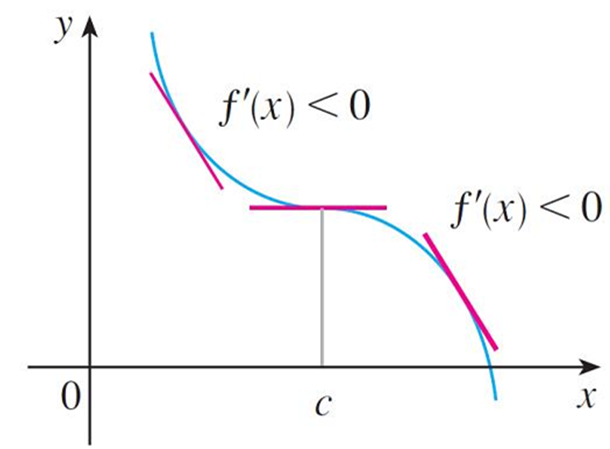 y
f′(x) < 0
f′(x) < 0
0
c
x